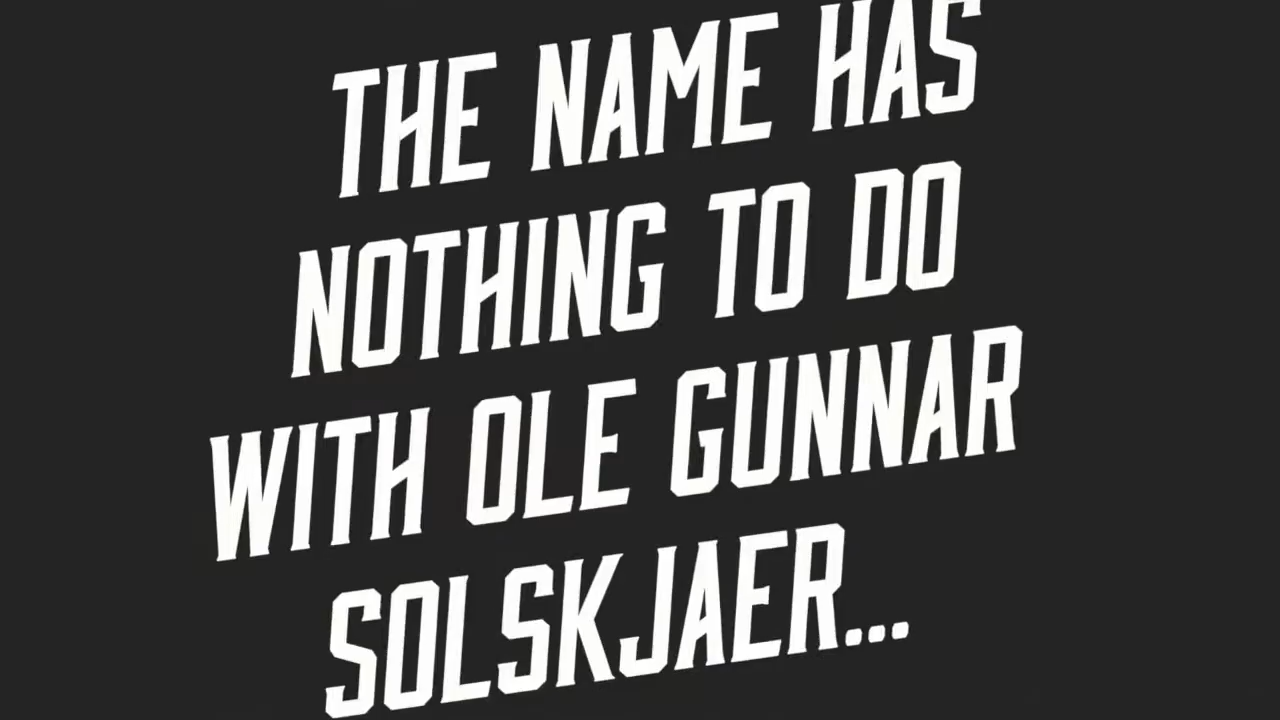 THE NAME HAS
NOTHING TO DO
WITH OLE GUNNAR
SOLSKJAER...